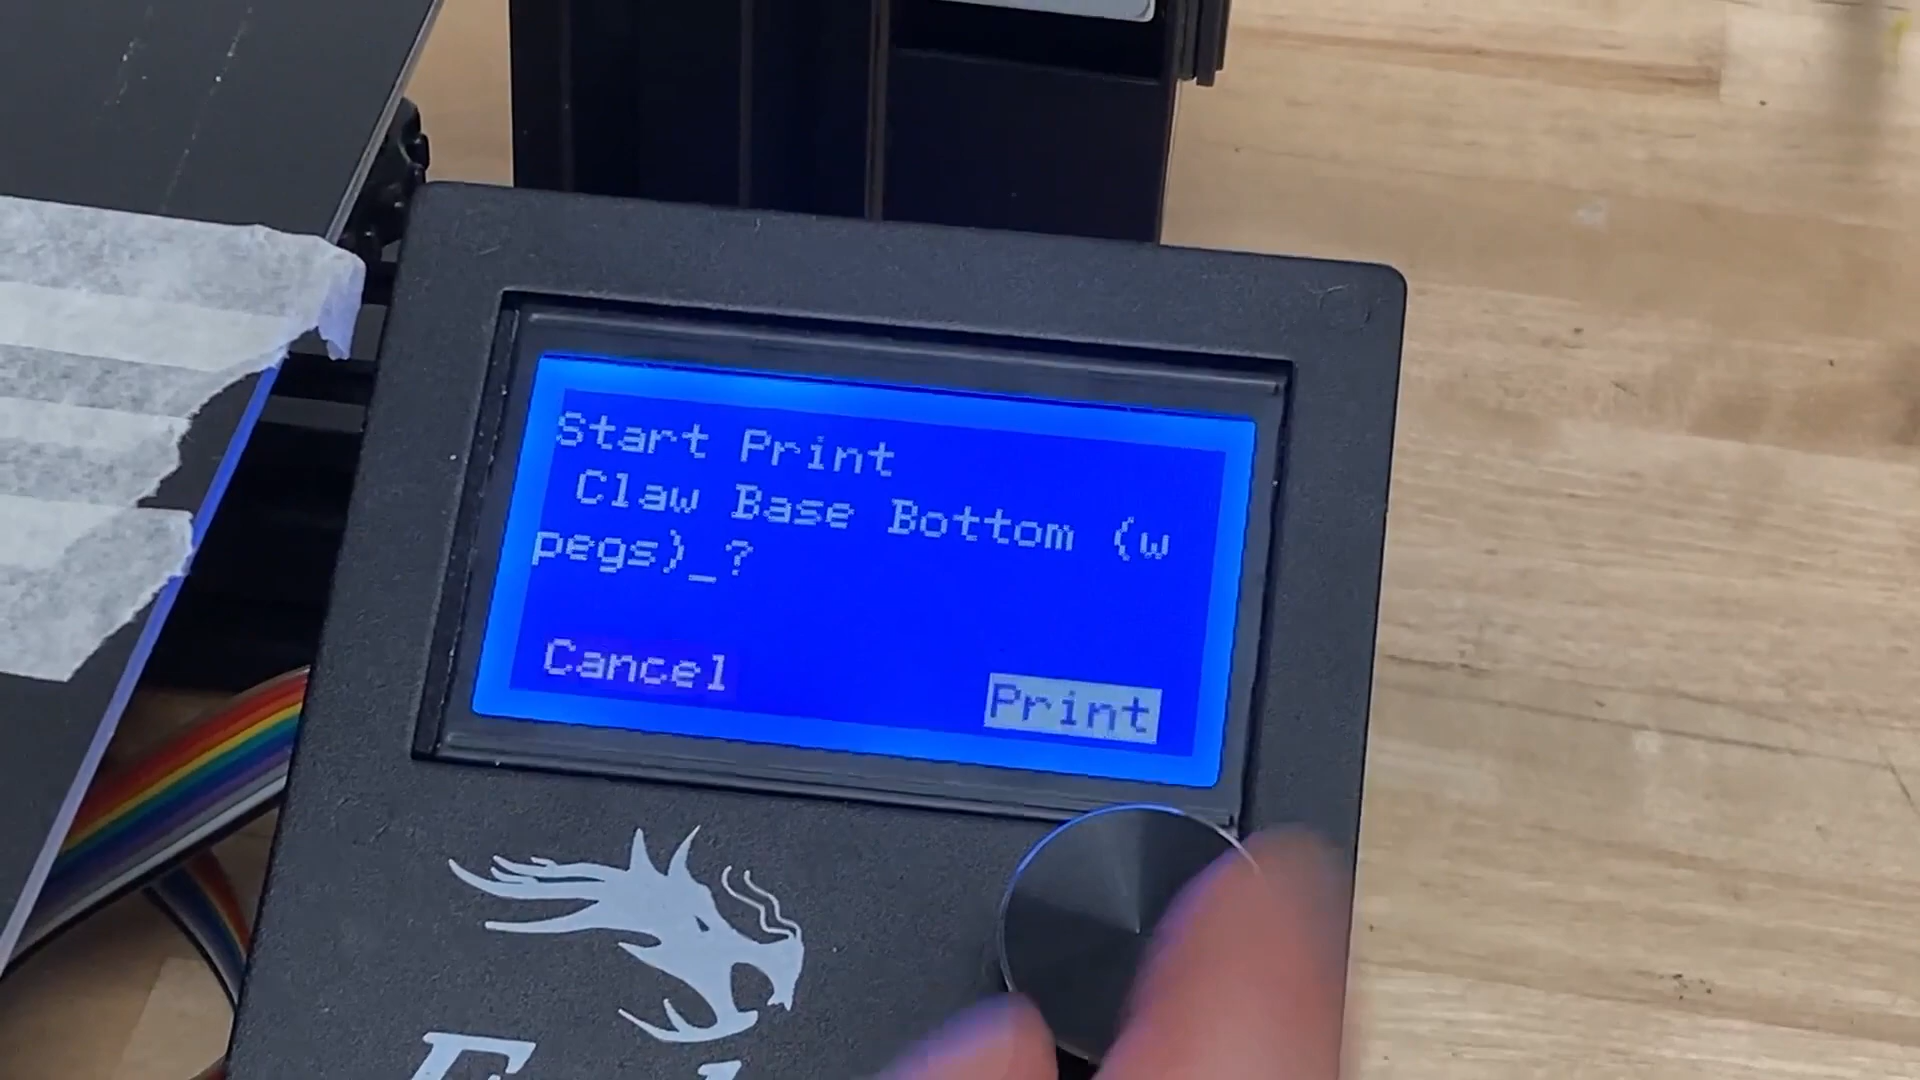 Start Print
Claw Base Bottom (w
pegs)_?
Cancel
Print